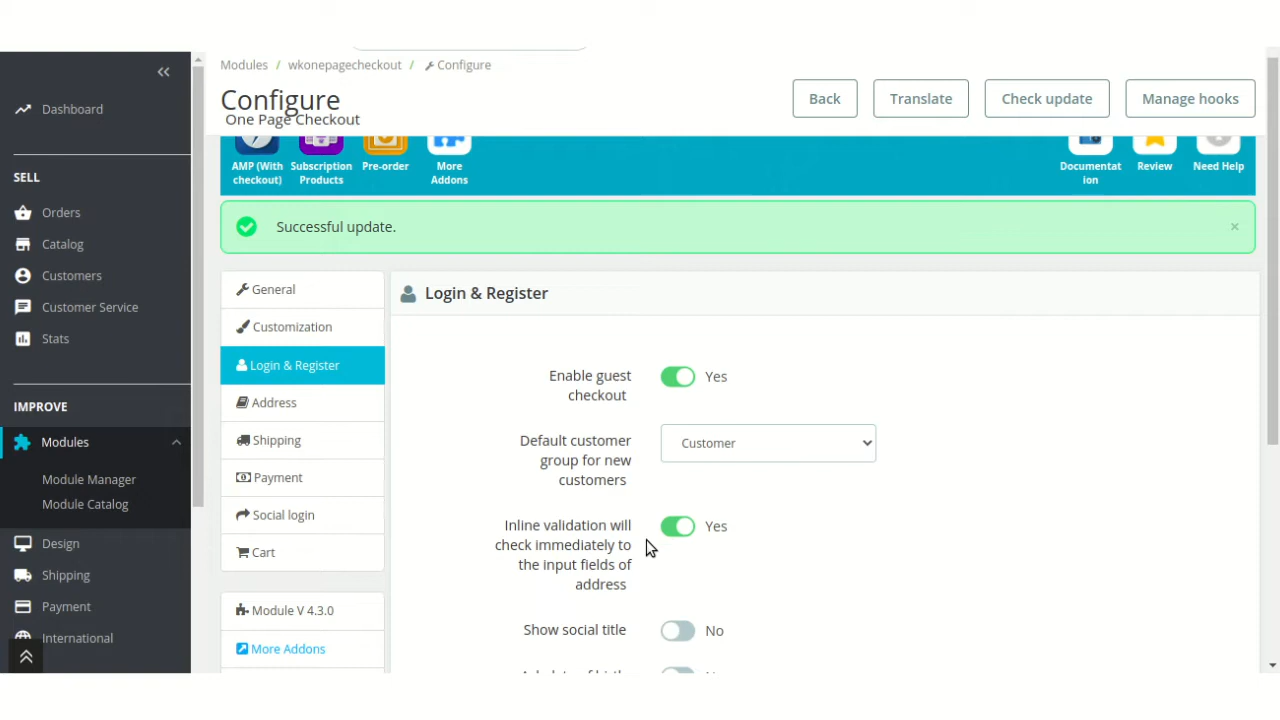 Modules / wkonepagecheckout / Configure
Configure
One Page Checkout
Back
Translate
Check update
Manage hooks
Dashboard
SELL
Orders
Catalog
Customers
Customer Service
Stats
IMPROVE
Modules
Module Manager
Module Catalog
Design
Shipping
Payment
International
AMP (With
checkout)
Subscription
Products
Pre-order
More
Addons
Documentat
ion
Review
Need Help
Successful update.
×
General
Customization
Login & Register
Address
Shipping
Payment
Social login
Cart
Module V 4.3.0
More Addons
Login & Register
Enable guest
checkout
Yes
Default customer
group for new
customers
Customer
Inline validation will
check immediately to
the input fields of
address
Yes
Show social title
No